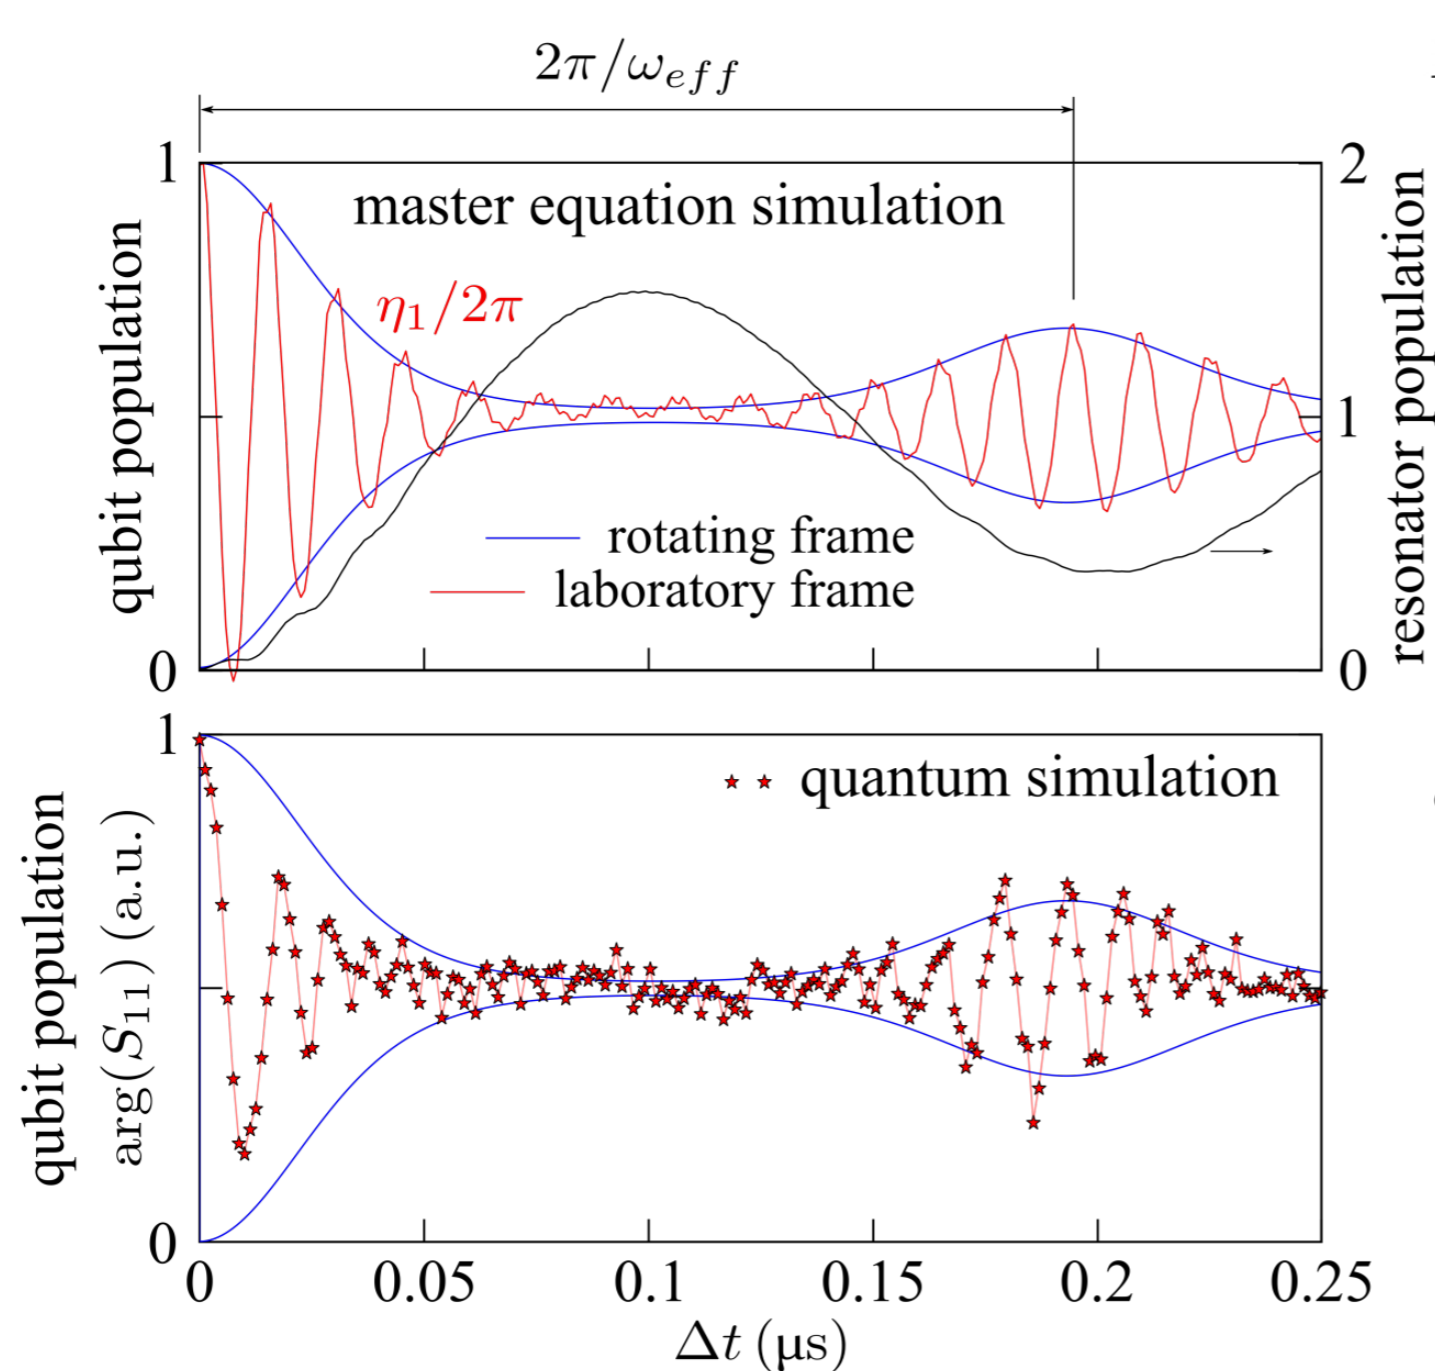 2π/ω_eff
1
2
master equation simulation
η₁/2π
qubit population
1
resonator population
rotating frame
laboratory frame
0
0
1
quantum simulation
qubit population
arg(S₁₁) (a.u.)
0
0 0.05 0.1 0.15 0.2 0.25
Δt (μs)